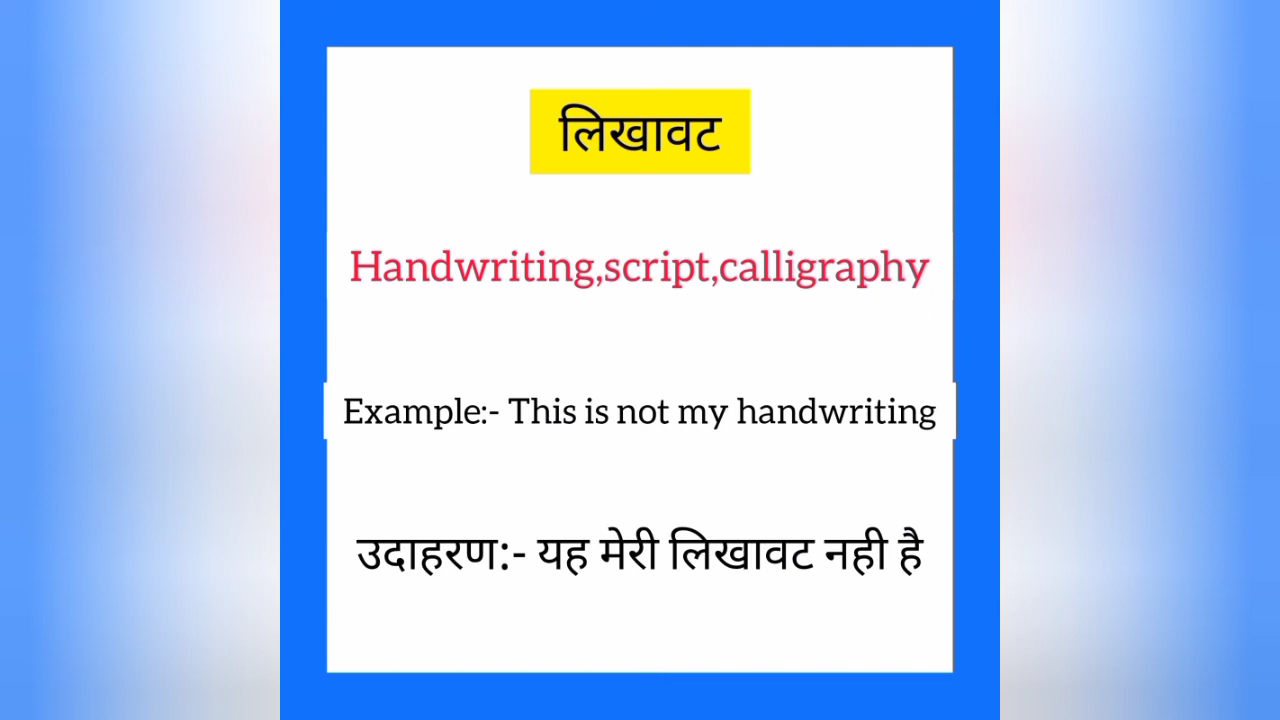 लिखावट
Handwriting,script,calligraphy
Example:- This is not my handwriting
उदाहरण:- यह मेरी लिखावट नही है